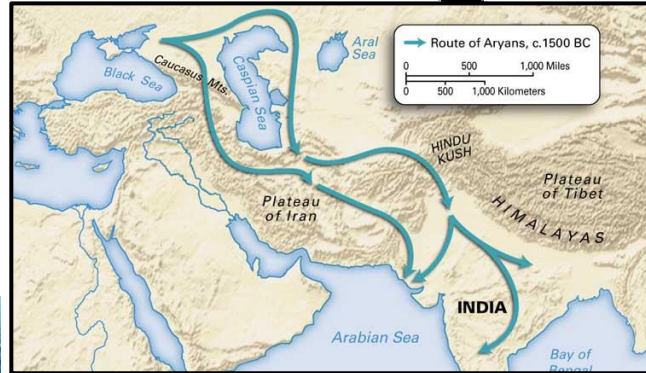 Aral
Sea
Route of Aryans, c.1500 BC
0 500 1,000 Miles
0 500 1,000 Kilometers
Black Sea
Caucasus Mts.
Caspian Sea
HINDU
KUSH
Plateau
of Tibet
HIMALAYAS
Plateau
of Iran
INDIA
Arabian Sea
Bay of
Bengal